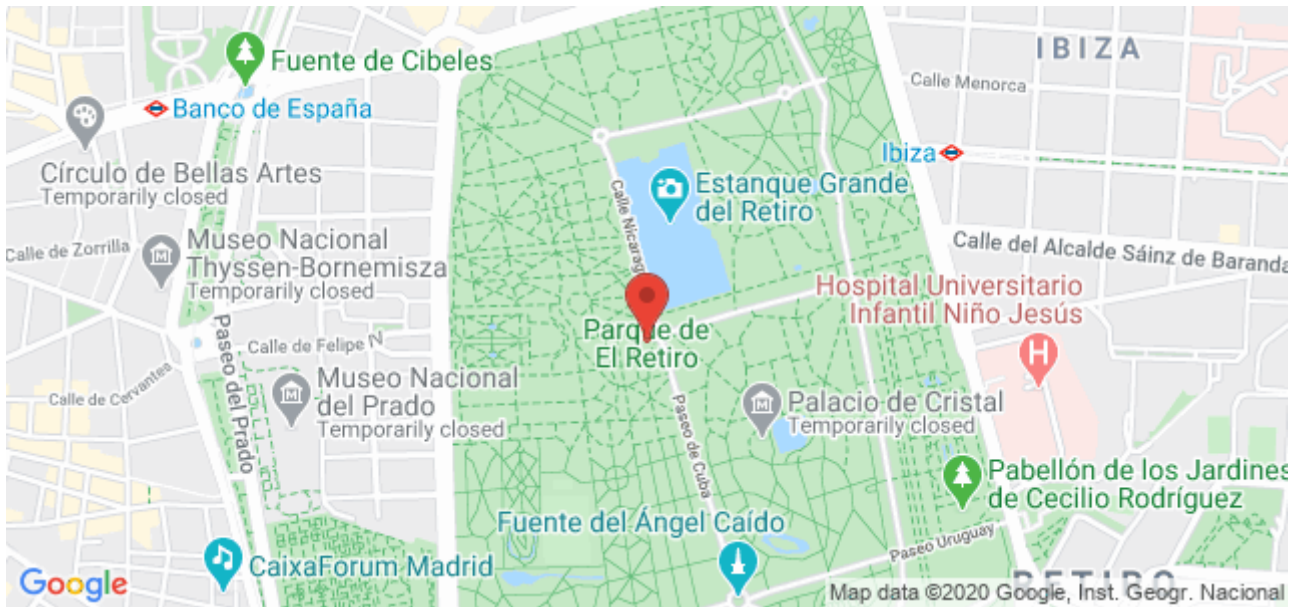 IBIZA
Fuente de Cibeles
Calle Menorca
Banco de España
Ibiza
Círculo de Bellas Artes
Temporarily closed
Estanque Grande
del Retiro
Calle Nicarag
Calle de Zorrilla
Museo Nacional
Thyssen-Bornemisza
Temporarily closed
Calle del Alcalde Sáinz de Baranda
Hospital Universitario
Infantil Niño Jesús
Parque de
El Retiro
Paseo del Prado
Calle de Felipe N
Calle de Cervantes
Museo Nacional
del Prado
Temporarily closed
Palacio de Cristal
Temporarily closed
Paseo de Cuba
Pabellón de los Jardines
de Cecilio Rodríguez
Fuente del Ángel Caído
Paseo Uruguay
CaixaForum Madrid
RETIRO
Google
Map data ©2020 Google, Inst. Geogr. Nacional